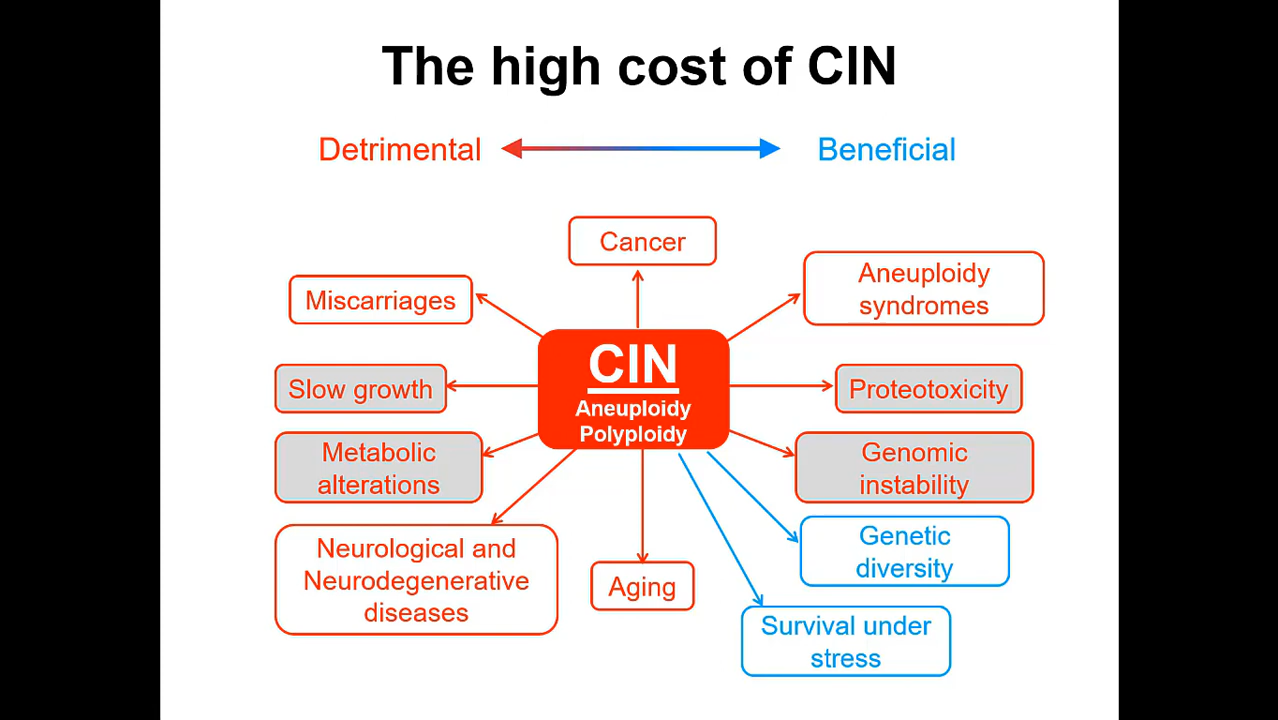 The high cost of CIN
Detrimental
Beneficial
Cancer
Miscarriages
Aneuploidy
syndromes
CIN
Aneuploidy
Polyploidy
Slow growth
Proteotoxicity
Metabolic
alterations
Genomic
instability
Neurological and
Neurodegenerative
diseases
Aging
Genetic
diversity
Survival under
stress